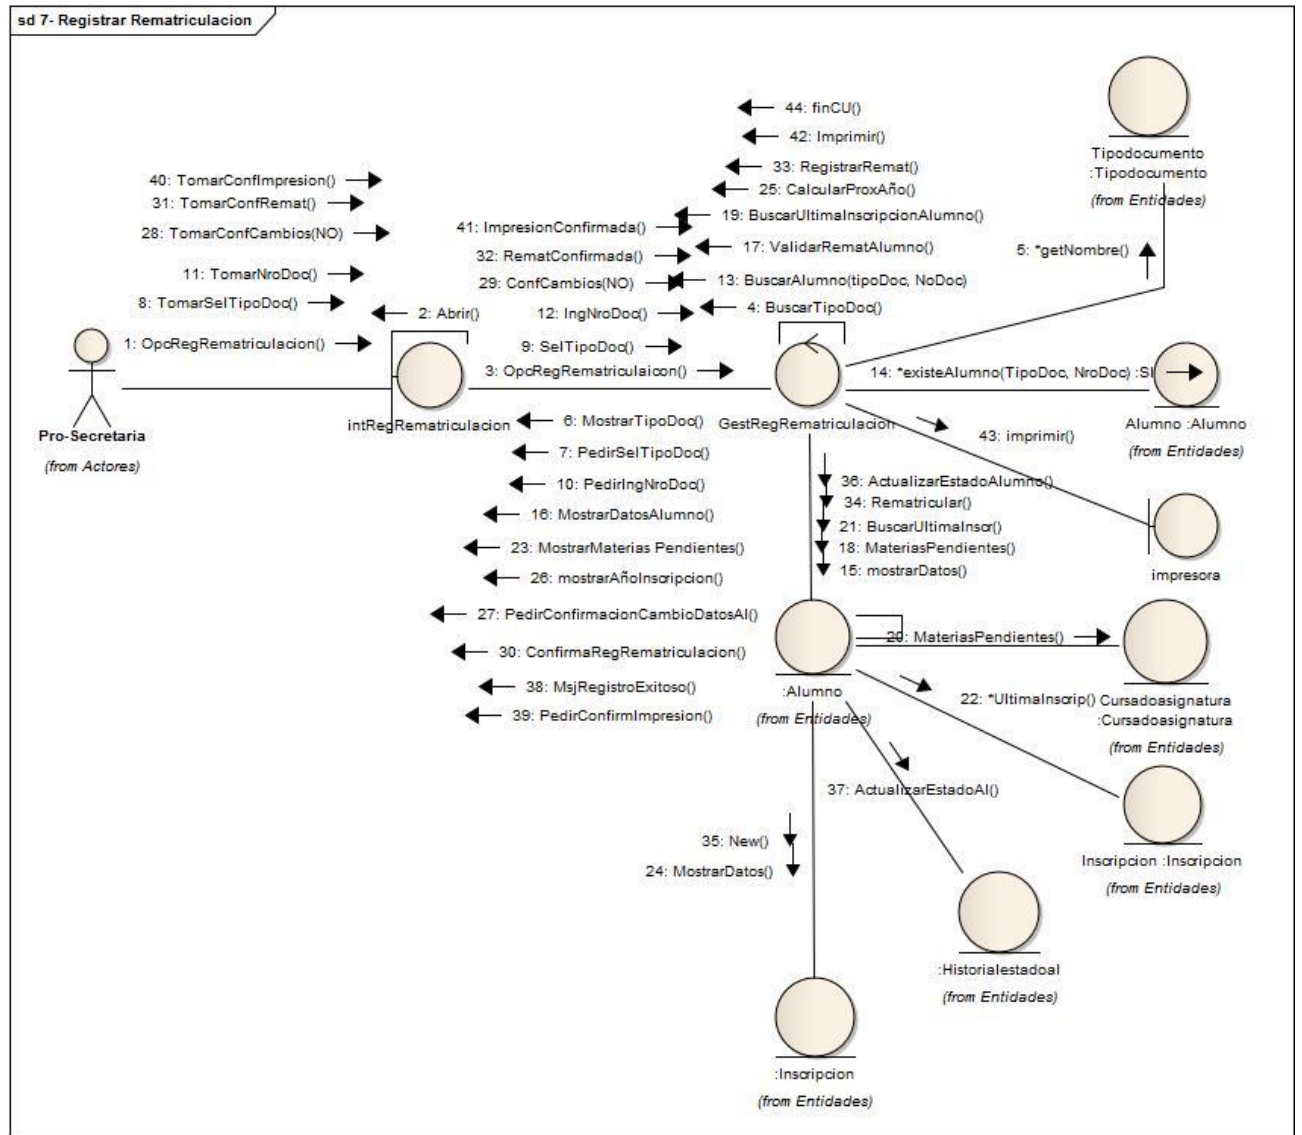 sd 7- Registrar Rematriculacion
44: finCU()
42: Imprimir()
33: RegistrarRemat()
25: CalcularProxAño()
19: BuscarUltimaInscripcionAlumno()
17: ValidarRematAlumno()
13: BuscarAlumno(tipoDoc, NoDoc)
4: BuscarTipoDoc()
40: TomarConfImpresion()
31: TomarConfRemat()
28: TomarConfCambios(NO)
11: TomarNroDoc()
8: TomarSelTipoDoc()
1: OpcRegRematriculacion()
2: Abrir()
41: ImpresionConfirmada()
32: RematConfirmada()
29: ConfCambios(NO)
12: IngNroDoc()
9: SelTipoDoc()
3: OpcRegRematriculaicon()
Tipodocumento
:Tipodocumento
(from Entidades)
5: *getNombre()
14: *existeAlumno(TipoDoc, NroDoc) :SI
Alumno :Alumno
(from Entidades)
Pro-Secretaria
(from Actores)
intRegRematriculacion
GestRegRematriculacion
43: imprimir()
impresora
6: MostrarTipoDoc()
7: PedirSelTipoDoc()
10: PedirIngNroDoc()
16: MostrarDatosAlumno()
23: MostrarMaterias Pendientes()
26: mostrarAñoInscripcion()
27: PedirConfirmacionCambioDatosAl()
30: ConfirmaRegRematriculacion()
38: MsjRegistroExitoso()
39: PedirConfirmImpresion()
36: ActualizarEstadoAlumno()
34: Rematricular()
21: BuscarUltimaInscr()
18: MateriasPendientes()
15: mostrarDatos()
:Alumno
(from Entidades)
20: MateriasPendientes()
Cursadoasignatura
:Cursadoasignatura
(from Entidades)
22: *UltimaInscrip()
Inscripcion :Inscripcion
(from Entidades)
37: ActualizarEstadoAl()
:Historialestadoal
(from Entidades)
35: New()
24: MostrarDatos()
:Inscripcion
(from Entidades)